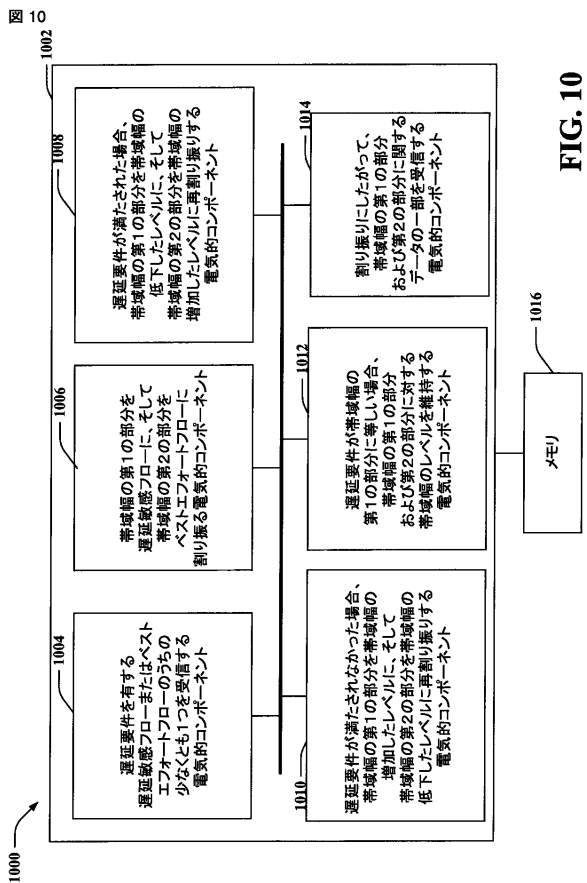 図 10
1000
1002
1004
遅延要件を有する
遅延敏感フローまたはベスト
エフォートフローのうちの
少なくとも1つを受信する
電気的コンポーネント
1006
帯域幅の第1の部分を
遅延敏感フローに、そして
帯域幅の第2の部分を
ベストエフォートフローに
割り振る電気的コンポーネント
1008
遅延要件が満たされた場合、
帯域幅の第1の部分を帯域幅の
低下したレベルに、そして
帯域幅の第2の部分を帯域幅の
増加したレベルに再割り振りする
電気的コンポーネント
1010
遅延要件が満たされなかった場合、
帯域幅の第1の部分を帯域幅の
増加したレベルに、そして
帯域幅の第2の部分を帯域幅の
低下したレベルに再割り振りする
電気的コンポーネント
1012
遅延要件が帯域幅の
第1の部分に等しい場合、
帯域幅の第1の部分
および第2の部分に対する
帯域幅のレベルを維持する
電気的コンポーネント
1014
割り振りにしたがって、
帯域幅の第1の部分
および第2の部分に関する
データの一部を受信する
電気的コンポーネント
1016
メモリ
FIG. 10